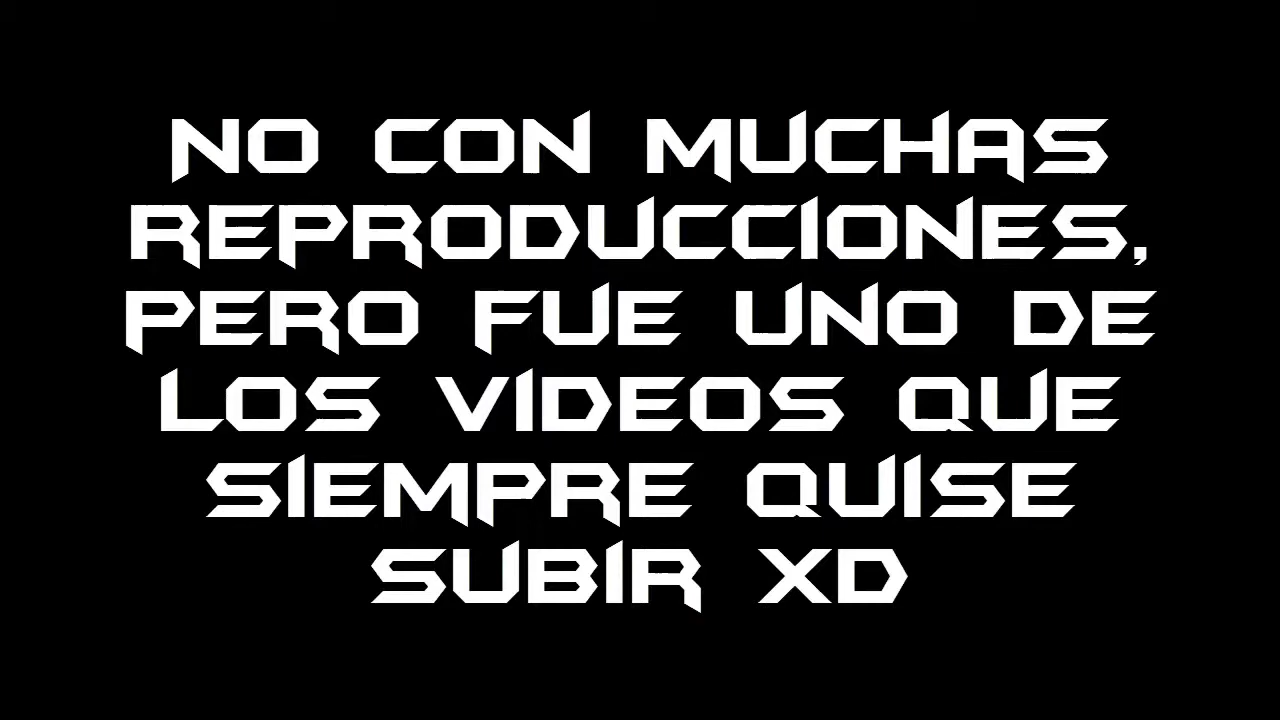 NO CON MUCHAS
REPRODUCCIONES,
PERO FUE UNO DE
LOS VIDEOS QUE
SIEMPRE QUISE
SUBIR XD